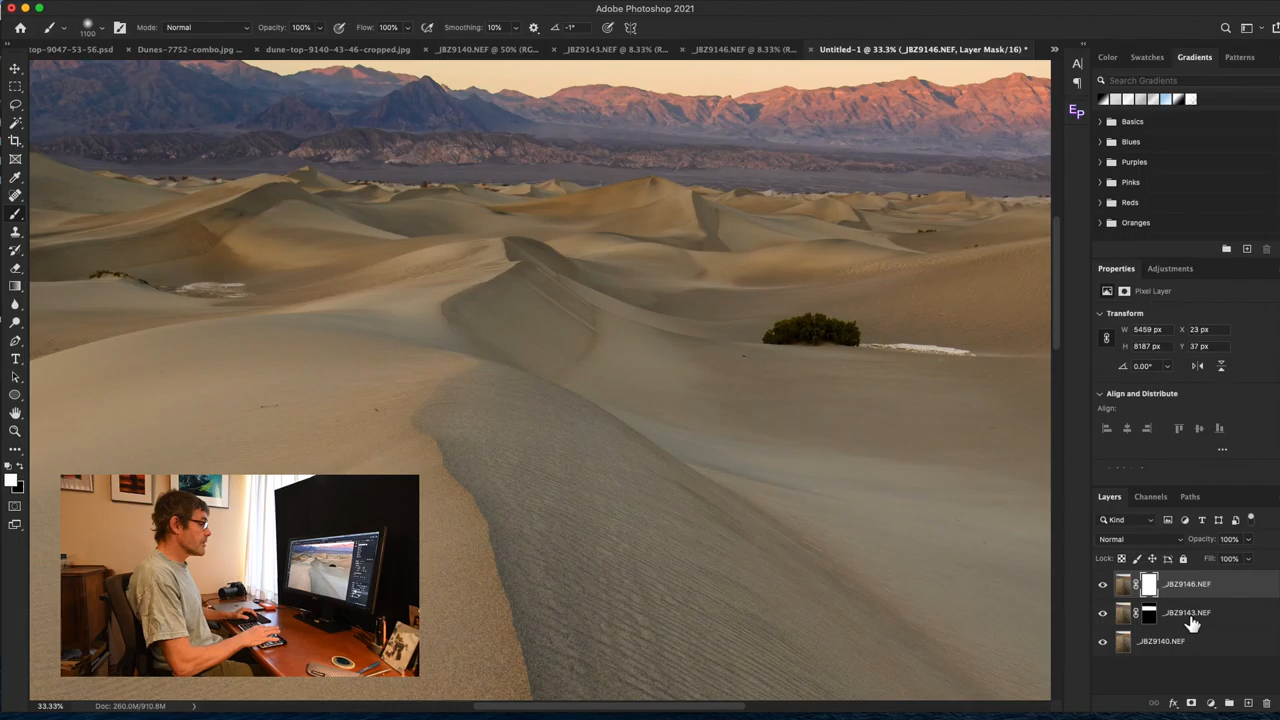 Adobe Photoshop 2021
1100 Mode: Normal Opacity: 100% Flow: 100% Smoothing: 10% -1°
top-9047-53-56.psd Dunes-7752-combo.jpg ... dune-top-9140-43-46-cropped.jpg _JBZ9140.NEF @ 50% (RG... _JBZ9143.NEF @ 8.33% (R... _JBZ9146.NEF @ 8.33% (R... Untitled-1 @ 33.3% (_JBZ9146.NEF, Layer Mask/16) *
Color Swatches Gradients Patterns
Search Gradients
Basics
Blues
Purples
Pinks
Reds
Oranges
Properties Adjustments
Pixel Layer
Transform
W 5459 px X 23 px
H 8187 px Y 37 px
0.00°
Align and Distribute
Align:
Layers Channels Paths
Kind
Normal Opacity: 100%
Lock: Fill: 100%
_JBZ9146.NEF
_JBZ9143.NEF
_JBZ9140.NEF
fx
33.33% Doc: 260.0M/910.8M